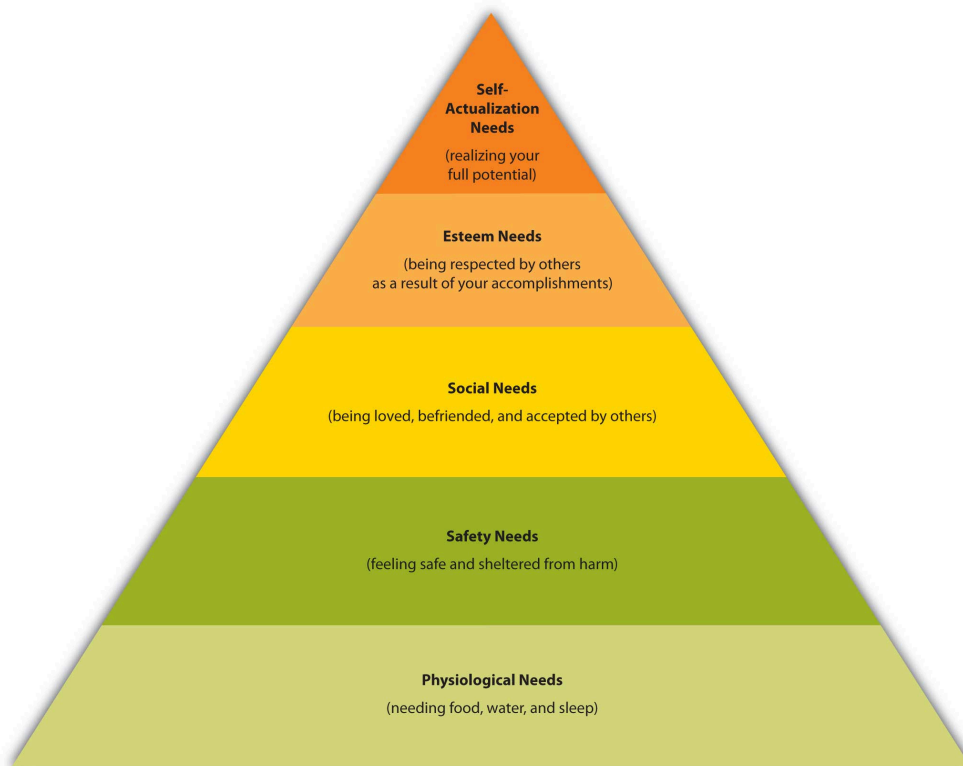 Self-
Actualization
Needs
(realizing your
full potential)
Esteem Needs
(being respected by others
as a result of your accomplishments)
Social Needs
(being loved, befriended, and accepted by others)
Safety Needs
(feeling safe and sheltered from harm)
Physiological Needs
(needing food, water, and sleep)